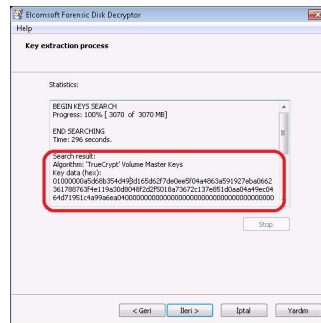 Elcomsoft Forensic Disk Decryptor
Help
Key extraction process
Statistics:
BEGIN KEYS SEARCH
Progress: 100% [ 3070 of 3070 MB]
END SEARCHING
Time: 296 seconds.
Search result:
Algorithm: 'TrueCrypt' Volume Master Keys
Key data (hex):
Stop
< Geri
İleri >
İptal
Yardım